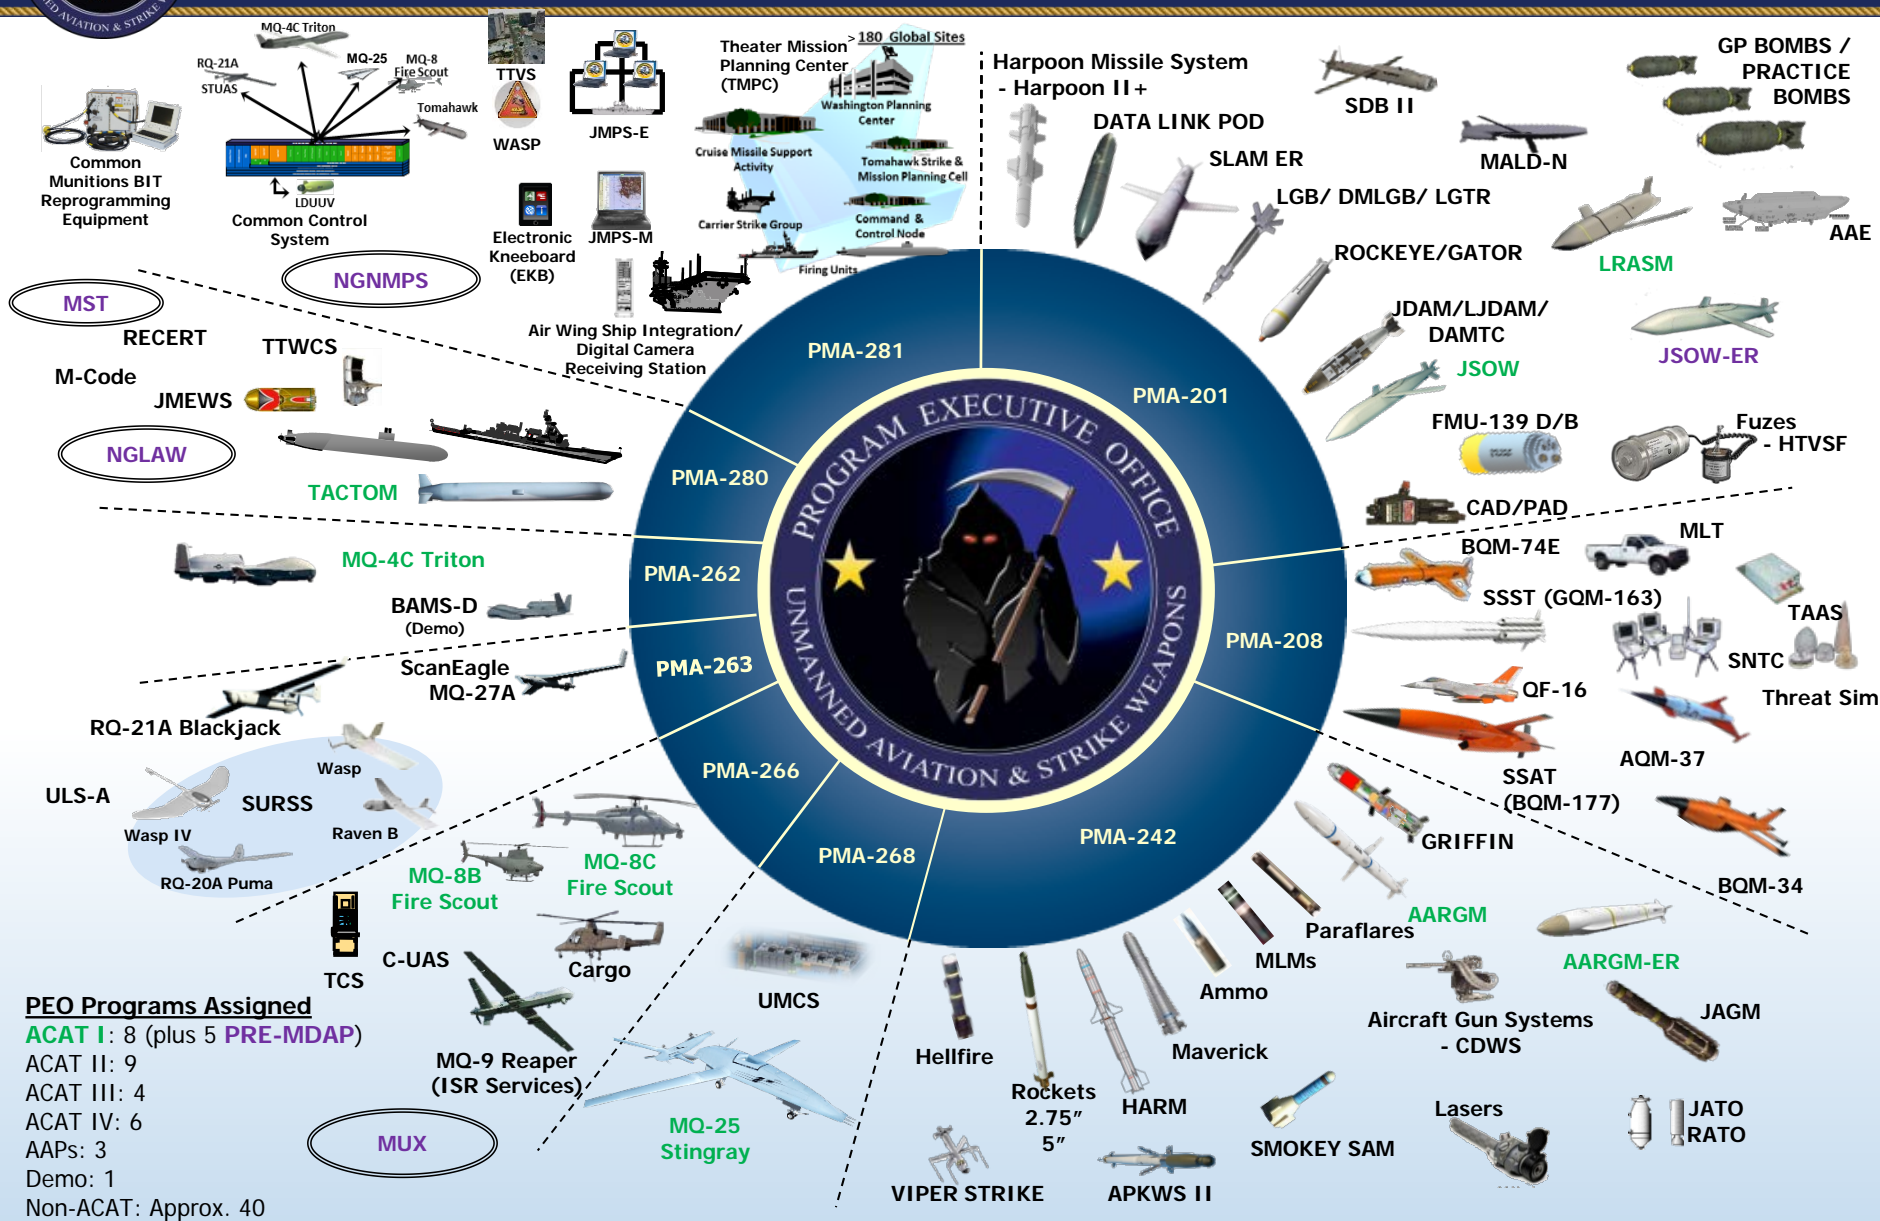 ED AVIATION & STRIKE W
MQ-4C Triton
RQ-21A
STUAS
MQ-25
MQ-8
Fire Scout
Tomahawk
LDUUV
Common Control
System
Common
Munitions BIT
Reprogramming
Equipment
TTVS
WASP
JMPS-E
Electronic
Kneeboard
(EKB)
JMPS-M
Air Wing Ship Integration/
Digital Camera
Receiving Station
Theater Mission
Planning Center
(TMPC)
>180 Global Sites
Washington Planning
Center
Cruise Missile Support
Activity
Tomahawk Strike &
Mission Planning Cell
Carrier Strike Group
Command &
Control Node
Firing Units
NGNMPS
MST
RECERT
TTWCS
M-Code
JMEWS
NGLAW
TACTOM
MQ-4C Triton
BAMS-D
(Demo)
ScanEagle
MQ-27A
RQ-21A Blackjack
ULS-A
SURSS
Wasp
Wasp IV
Raven B
RQ-20A Puma
MQ-8B
Fire Scout
MQ-8C
Fire Scout
TCS
C-UAS
Cargo
MQ-9 Reaper
(ISR Services)
MUX
UMCS
MQ-25
Stingray
PEO Programs Assigned
ACAT I: 8 (plus 5 PRE-MDAP)
ACAT II: 9
ACAT III: 4
ACAT IV: 6
AAPs: 3
Demo: 1
Non-ACAT: Approx. 40
PMA-281
PMA-201
PMA-280
PMA-262
PMA-263
PMA-266
PMA-268
PMA-242
PMA-208
PROGRAM EXECUTIVE OFFICE
UNMANNED AVIATION & STRIKE WEAPONS
Harpoon Missile System
- Harpoon II+
DATA LINK POD
SLAM ER
LGB/ DMLGB/ LGTR
ROCKEYE/GATOR
JDAM/LJDAM/
DAMTC
JSOW
SDB II
MALD-N
GP BOMBS /
PRACTICE
BOMBS
AAE
LRASM
JSOW-ER
FMU-139 D/B
Fuzes
- HTVSF
CAD/PAD
BQM-74E
MLT
SSST (GQM-163)
TAAS
SNTC
Threat Sim
QF-16
AQM-37
SSAT
(BQM-177)
BQM-34
GRIFFIN
AARGM
Paraflares
MLMs
Ammo
AARGM-ER
Aircraft Gun Systems
- CDWS
JAGM
Hellfire
Rockets
2.75”
5”
HARM
Maverick
SMOKEY SAM
Lasers
JATO
RATO
VIPER STRIKE
APKWS II